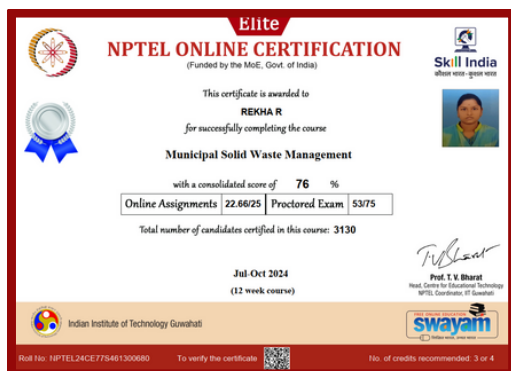 Elite
NPTEL ONLINE CERTIFICATION
(Funded by the MoE, Govt. of India)
Skill India
कौशल भारत - कुशल भारत
This certificate is awarded to
REKHA R
for successfully completing the course
Municipal Solid Waste Management
with a consolidated score of 76 %
Online Assignments 22.66/25 Proctored Exam 53/75
Total number of candidates certified in this course: 3130
Jul-Oct 2024
(12 week course)
Prof. T. V. Bharat
Head, Centre for Educational Technology
NPTEL Coordinator, IIT Guwahati
Indian Institute of Technology Guwahati
FREE ONLINE EDUCATION
swayam
Roll No: NPTEL24CE77S461300680
To verify the certificate
No. of credits recommended: 3 or 4